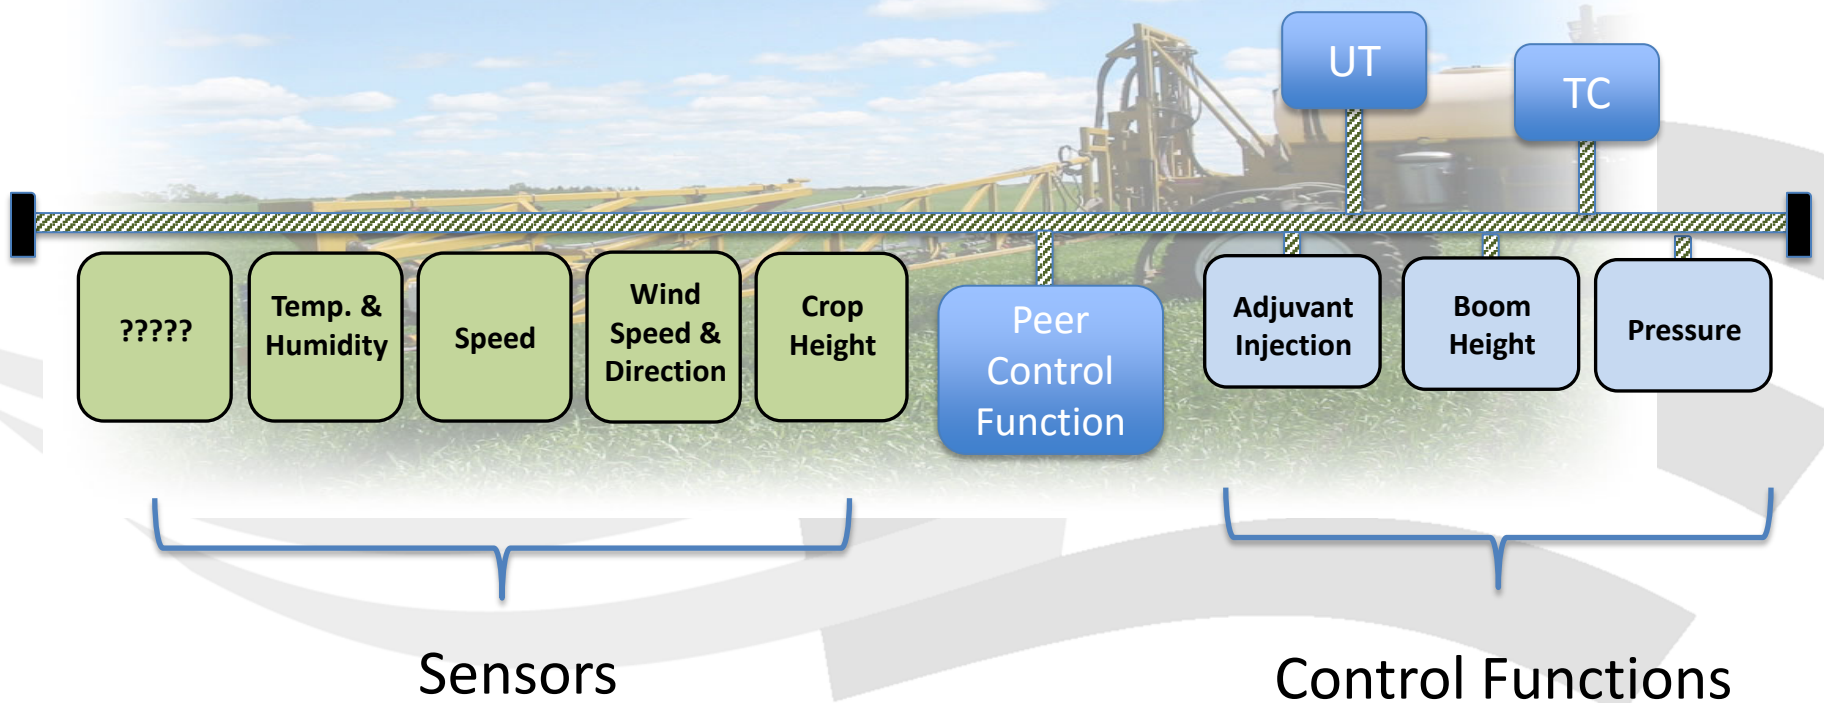 UT
TC
?????
Temp. &
Humidity
Speed
Wind
Speed &
Direction
Crop
Height
Peer
Control
Function
Adjuvant
Injection
Boom
Height
Pressure
Sensors
Control Functions